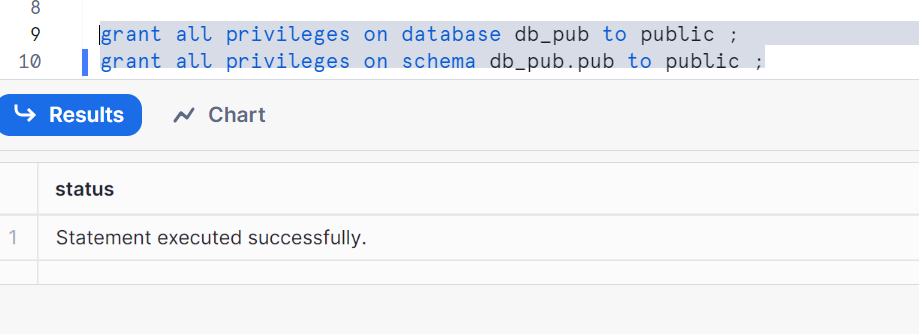 8
9 grant all privileges on database db_pub to public ;
10 grant all privileges on schema db_pub.pub to public ;
Results Chart
status
1 Statement executed successfully.